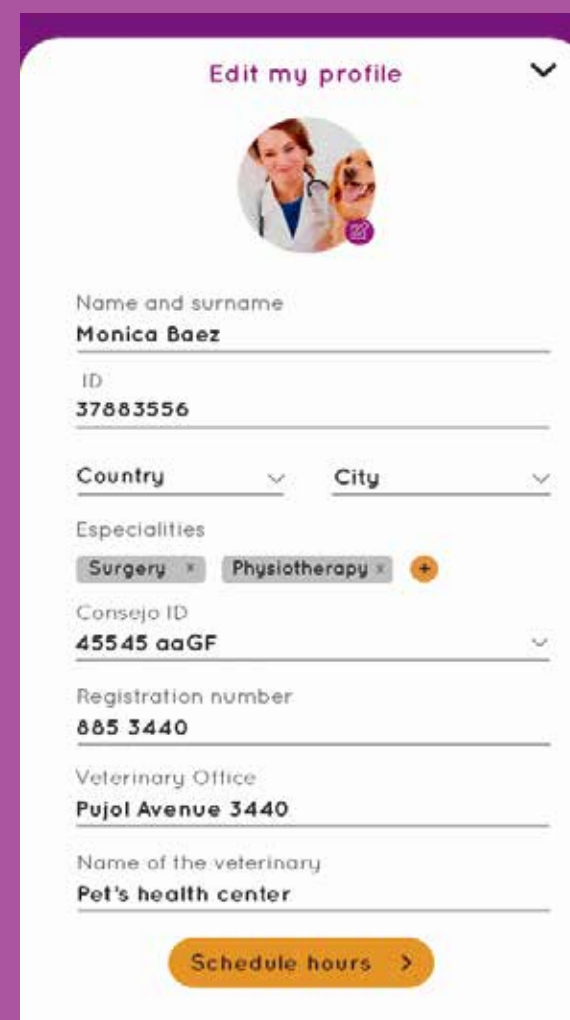 Edit my profile
Name and surname
Monica Baez
ID
37883556
Country City
Especialities
Surgery x Physiotherapy x +
Consejo ID
45545 aaGF
Registration number
885 3440
Veterinary Office
Pujol Avenue 3440
Name of the veterinary
Pet's health center
Schedule hours >